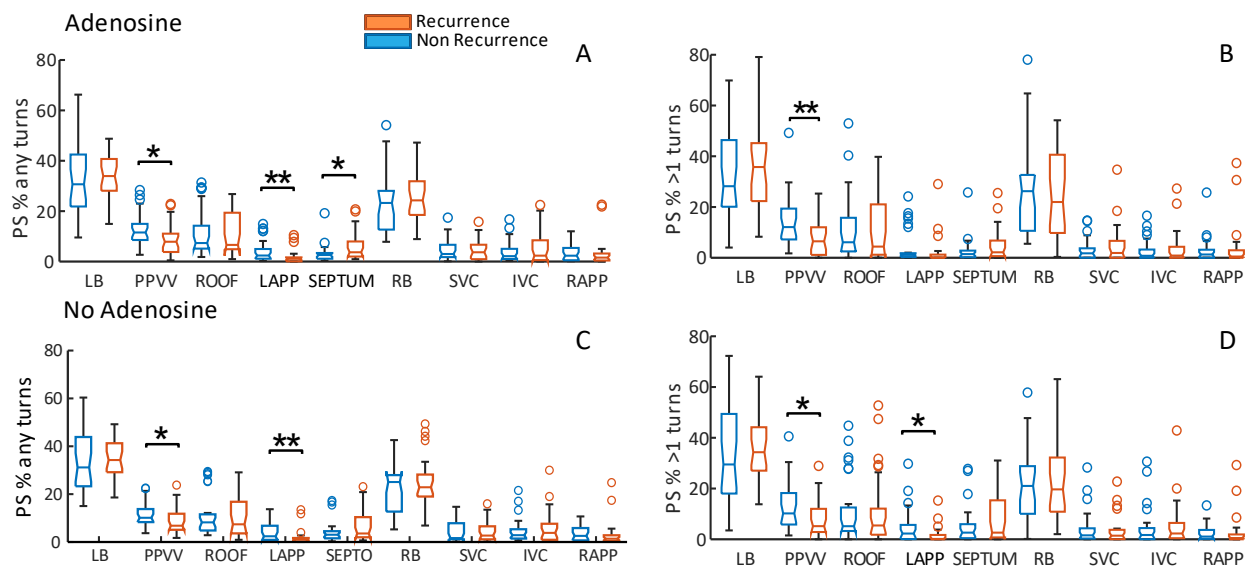 Adenosine
Recurrence
Non Recurrence
A
PS % any turns
80
60
40
20
0
*
**
*
LB PPVV ROOF LAPP SEPTUM RB SVC IVC RAPP
B
PS % >1 turns
80
60
40
20
0
**
LB PPVV ROOF LAPP SEPTUM RB SVC IVC RAPP
No Adenosine
C
PS % any turns
80
60
40
20
0
*
**
LB PPVV ROOF LAPP SEPTO RB SVC IVC RAPP
D
PS % >1 turns
80
60
40
20
0
*
*
LB PPVV ROOF LAPP SEPTUM RB SVC IVC RAPP